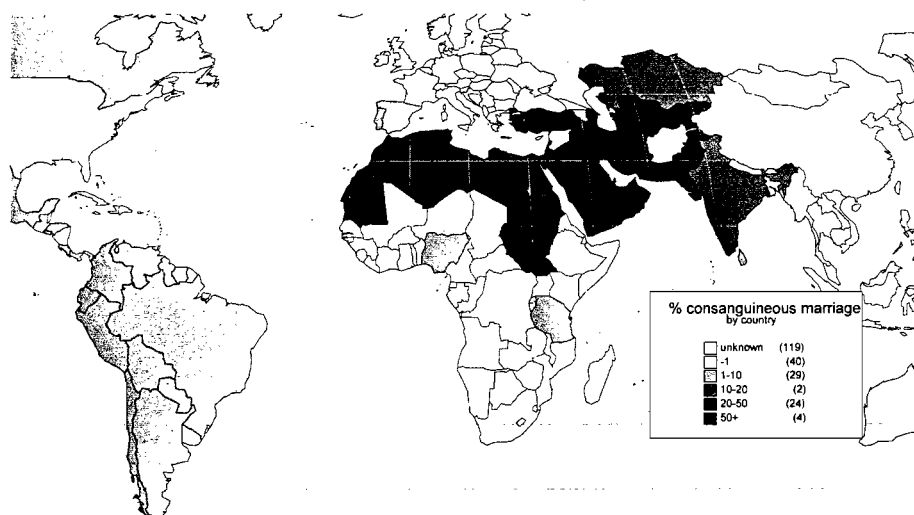 % consanguineous marriage
by country
unknown (119)
-1 (40)
1-10 (29)
10-20 (2)
20-50 (24)
50+ (4)